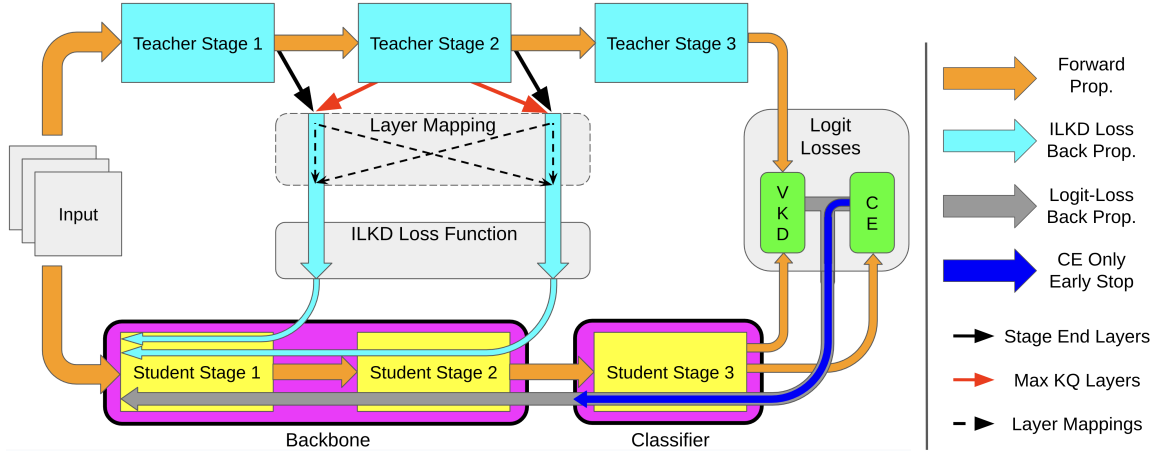 Teacher Stage 1
Teacher Stage 2
Teacher Stage 3
Layer Mapping
Logit
Losses
Input
V
K
D
C
E
ILKD Loss Function
Student Stage 1
Student Stage 2
Student Stage 3
Backbone
Classifier
Forward
Prop.
ILKD Loss
Back Prop.
Logit-Loss
Back Prop.
CE Only
Early Stop
Stage End Layers
Max KQ Layers
Layer Mappings